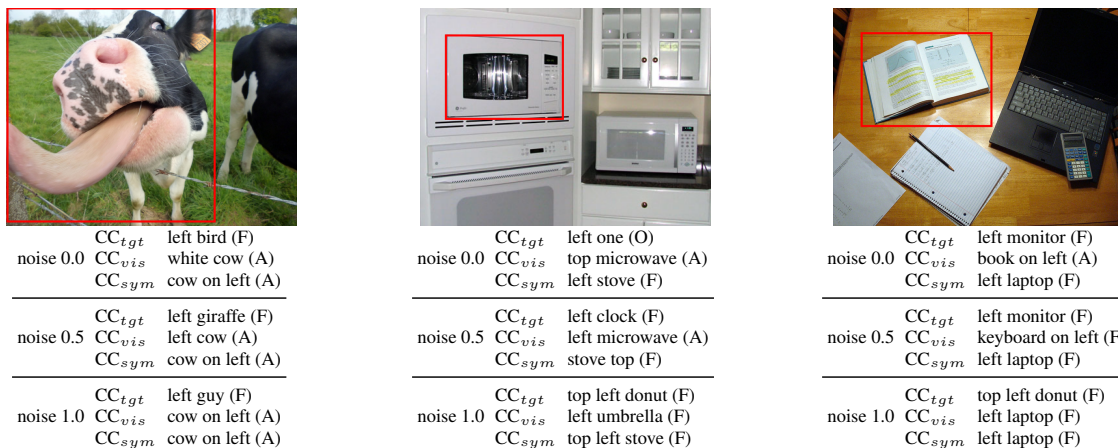 CC_tgt left bird (F)
noise 0.0 CC_vis white cow (A)
CC_sym cow on left (A)
CC_tgt left giraffe (F)
noise 0.5 CC_vis left cow (A)
CC_sym cow on left (A)
CC_tgt left guy (F)
noise 1.0 CC_vis cow on left (A)
CC_sym cow on left (A)
CC_tgt left one (O)
noise 0.0 CC_vis top microwave (A)
CC_sym left stove (F)
CC_tgt left clock (F)
noise 0.5 CC_vis left microwave (A)
CC_sym stove top (F)
CC_tgt top left donut (F)
noise 1.0 CC_vis left umbrella (F)
CC_sym top left stove (F)
CC_tgt left monitor (F)
noise 0.0 CC_vis book on left (A)
CC_sym left laptop (F)
CC_tgt left monitor (F)
noise 0.5 CC_vis keyboard on left (F
CC_sym left laptop (F)
CC_tgt top left donut (F)
noise 1.0 CC_vis left laptop (F)
CC_sym left laptop (F)